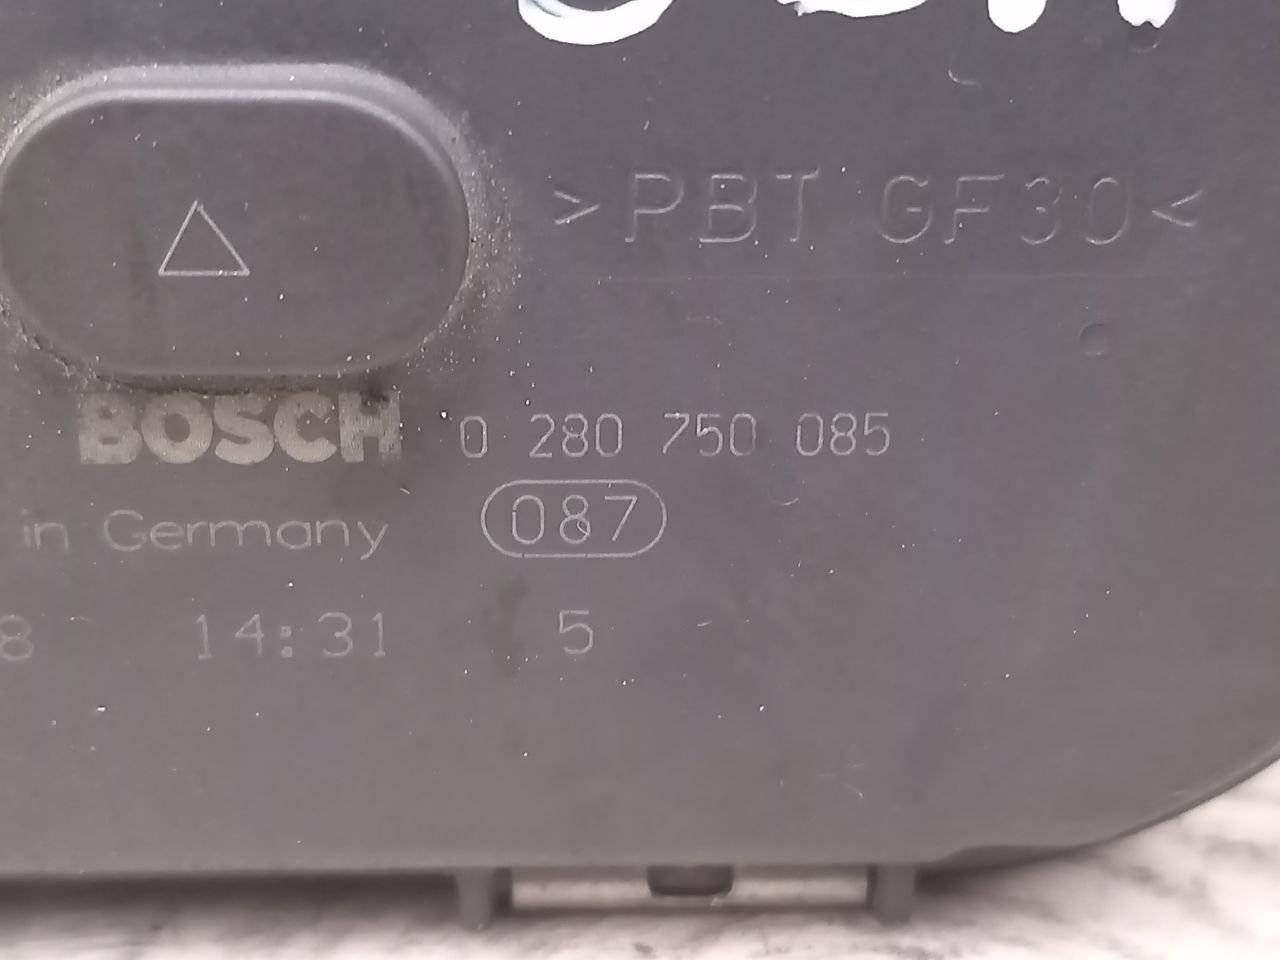 >PBT GF30<
BOSCH 0 280 750 085
in Germany 087
8 14:31 5